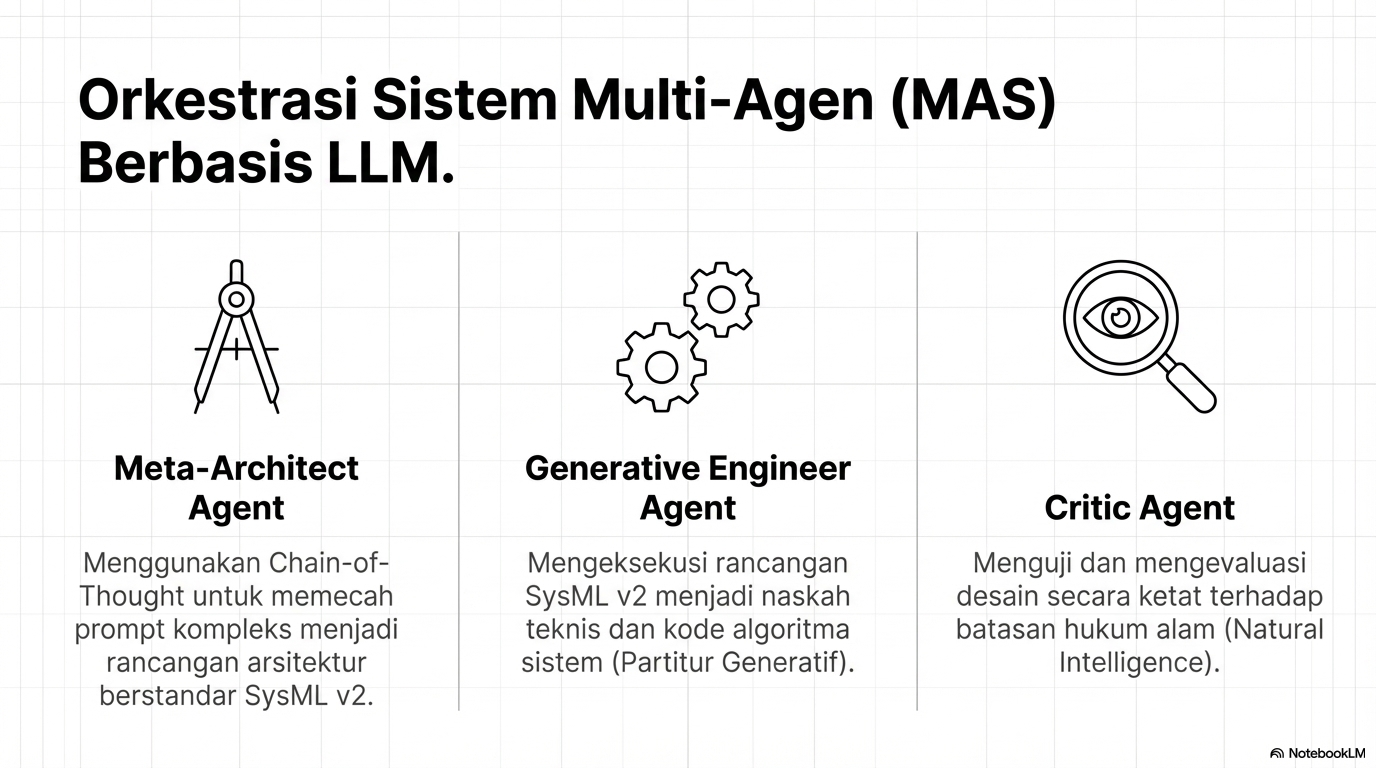 Orkestrasi Sistem Multi-Agen (MAS)
Berbasis LLM.
Meta-Architect
Agent
Menggunakan Chain-of-
Thought untuk memecah
prompt kompleks menjadi
rancangan arsitektur
berstandar SysML v2.
Generative Engineer
Agent
Mengeksekusi rancangan
SysML v2 menjadi naskah
teknis dan kode algoritma
sistem (Partitur Generatif).
Critic Agent
Menguji dan mengevaluasi
desain secara ketat terhadap
batasan hukum alam (Natural
Intelligence).
NotebookLM